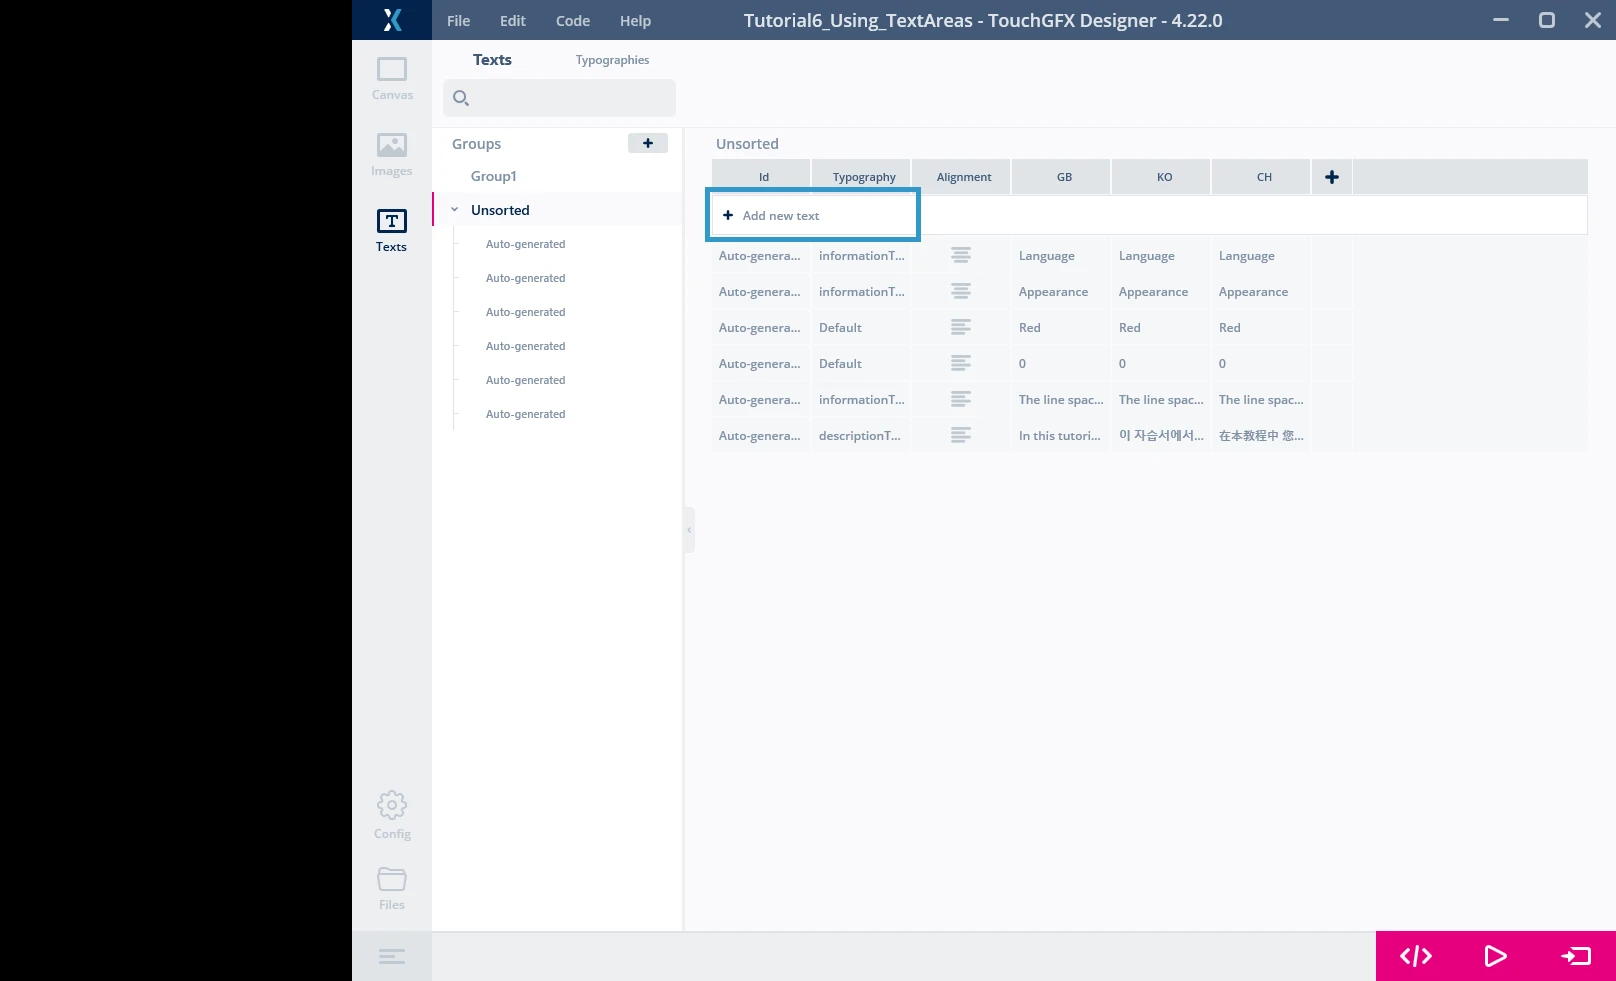 File Edit Code Help Tutorial6_Using_TextAreas - TouchGFX Designer - 4.22.0
Canvas
Images
Texts
Config
Files
Texts Typographies
Groups
Group1
Unsorted
Auto-generated
Auto-generated
Auto-generated
Auto-generated
Auto-generated
Auto-generated
Unsorted
Id Typography Alignment GB KO CH
Add new text
Auto-genera... informationT... Language Language Language
Auto-genera... informationT... Appearance Appearance Appearance
Auto-genera... Default Red Red Red
Auto-genera... Default 0 0 0
Auto-genera... informationT... The line spac... The line spac... The line spac...
Auto-genera... descriptionT... In this tutori... 이 자습서에서... 在本教程中 您...